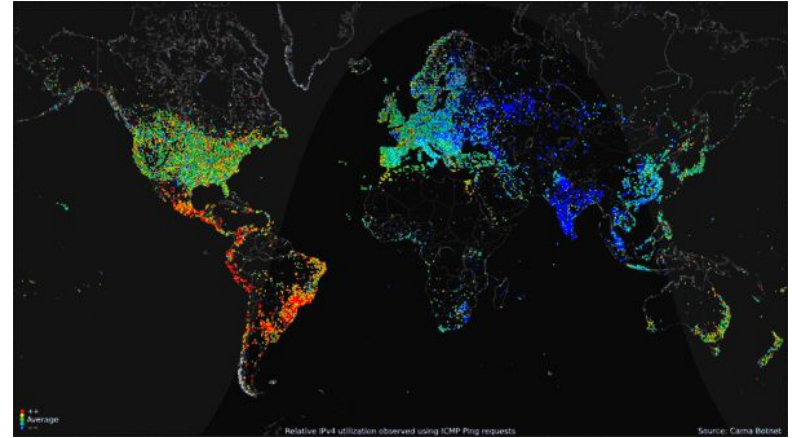 ++
Average
--
Relative IPv4 utilization observed using ICMP Ping requests
Source: Carna Botnet